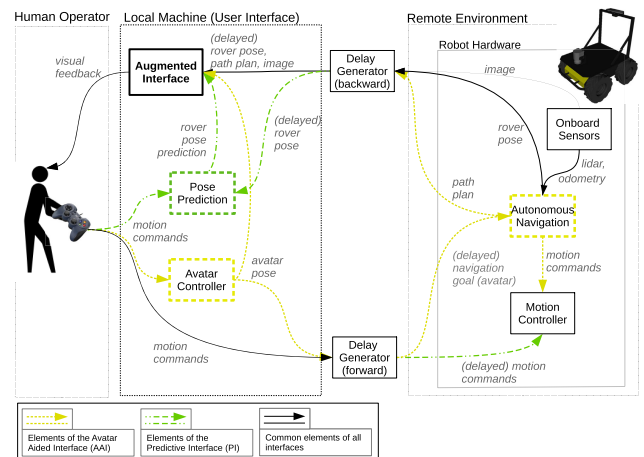 Human Operator
Local Machine (User Interface)
Remote Environment
Robot Hardware
visual
feedback
Augmented
Interface
(delayed)
rover pose,
path plan, image
Delay
Generator
(backward)
image
Onboard
Sensors
rover
pose
prediction
(delayed)
rover
pose
rover
pose
lidar,
odometry
Pose
Prediction
path
plan
Autonomous
Navigation
motion
commands
Avatar
Controller
avatar
pose
(delayed)
navigation
goal (avatar)
motion
commands
Motion
Controller
motion
commands
Delay
Generator
(forward)
(delayed) motion
commands
Elements of the Avatar
Aided Interface (AAI)
Elements of the
Predictive Interface (PI)
Common elements of all
interfaces